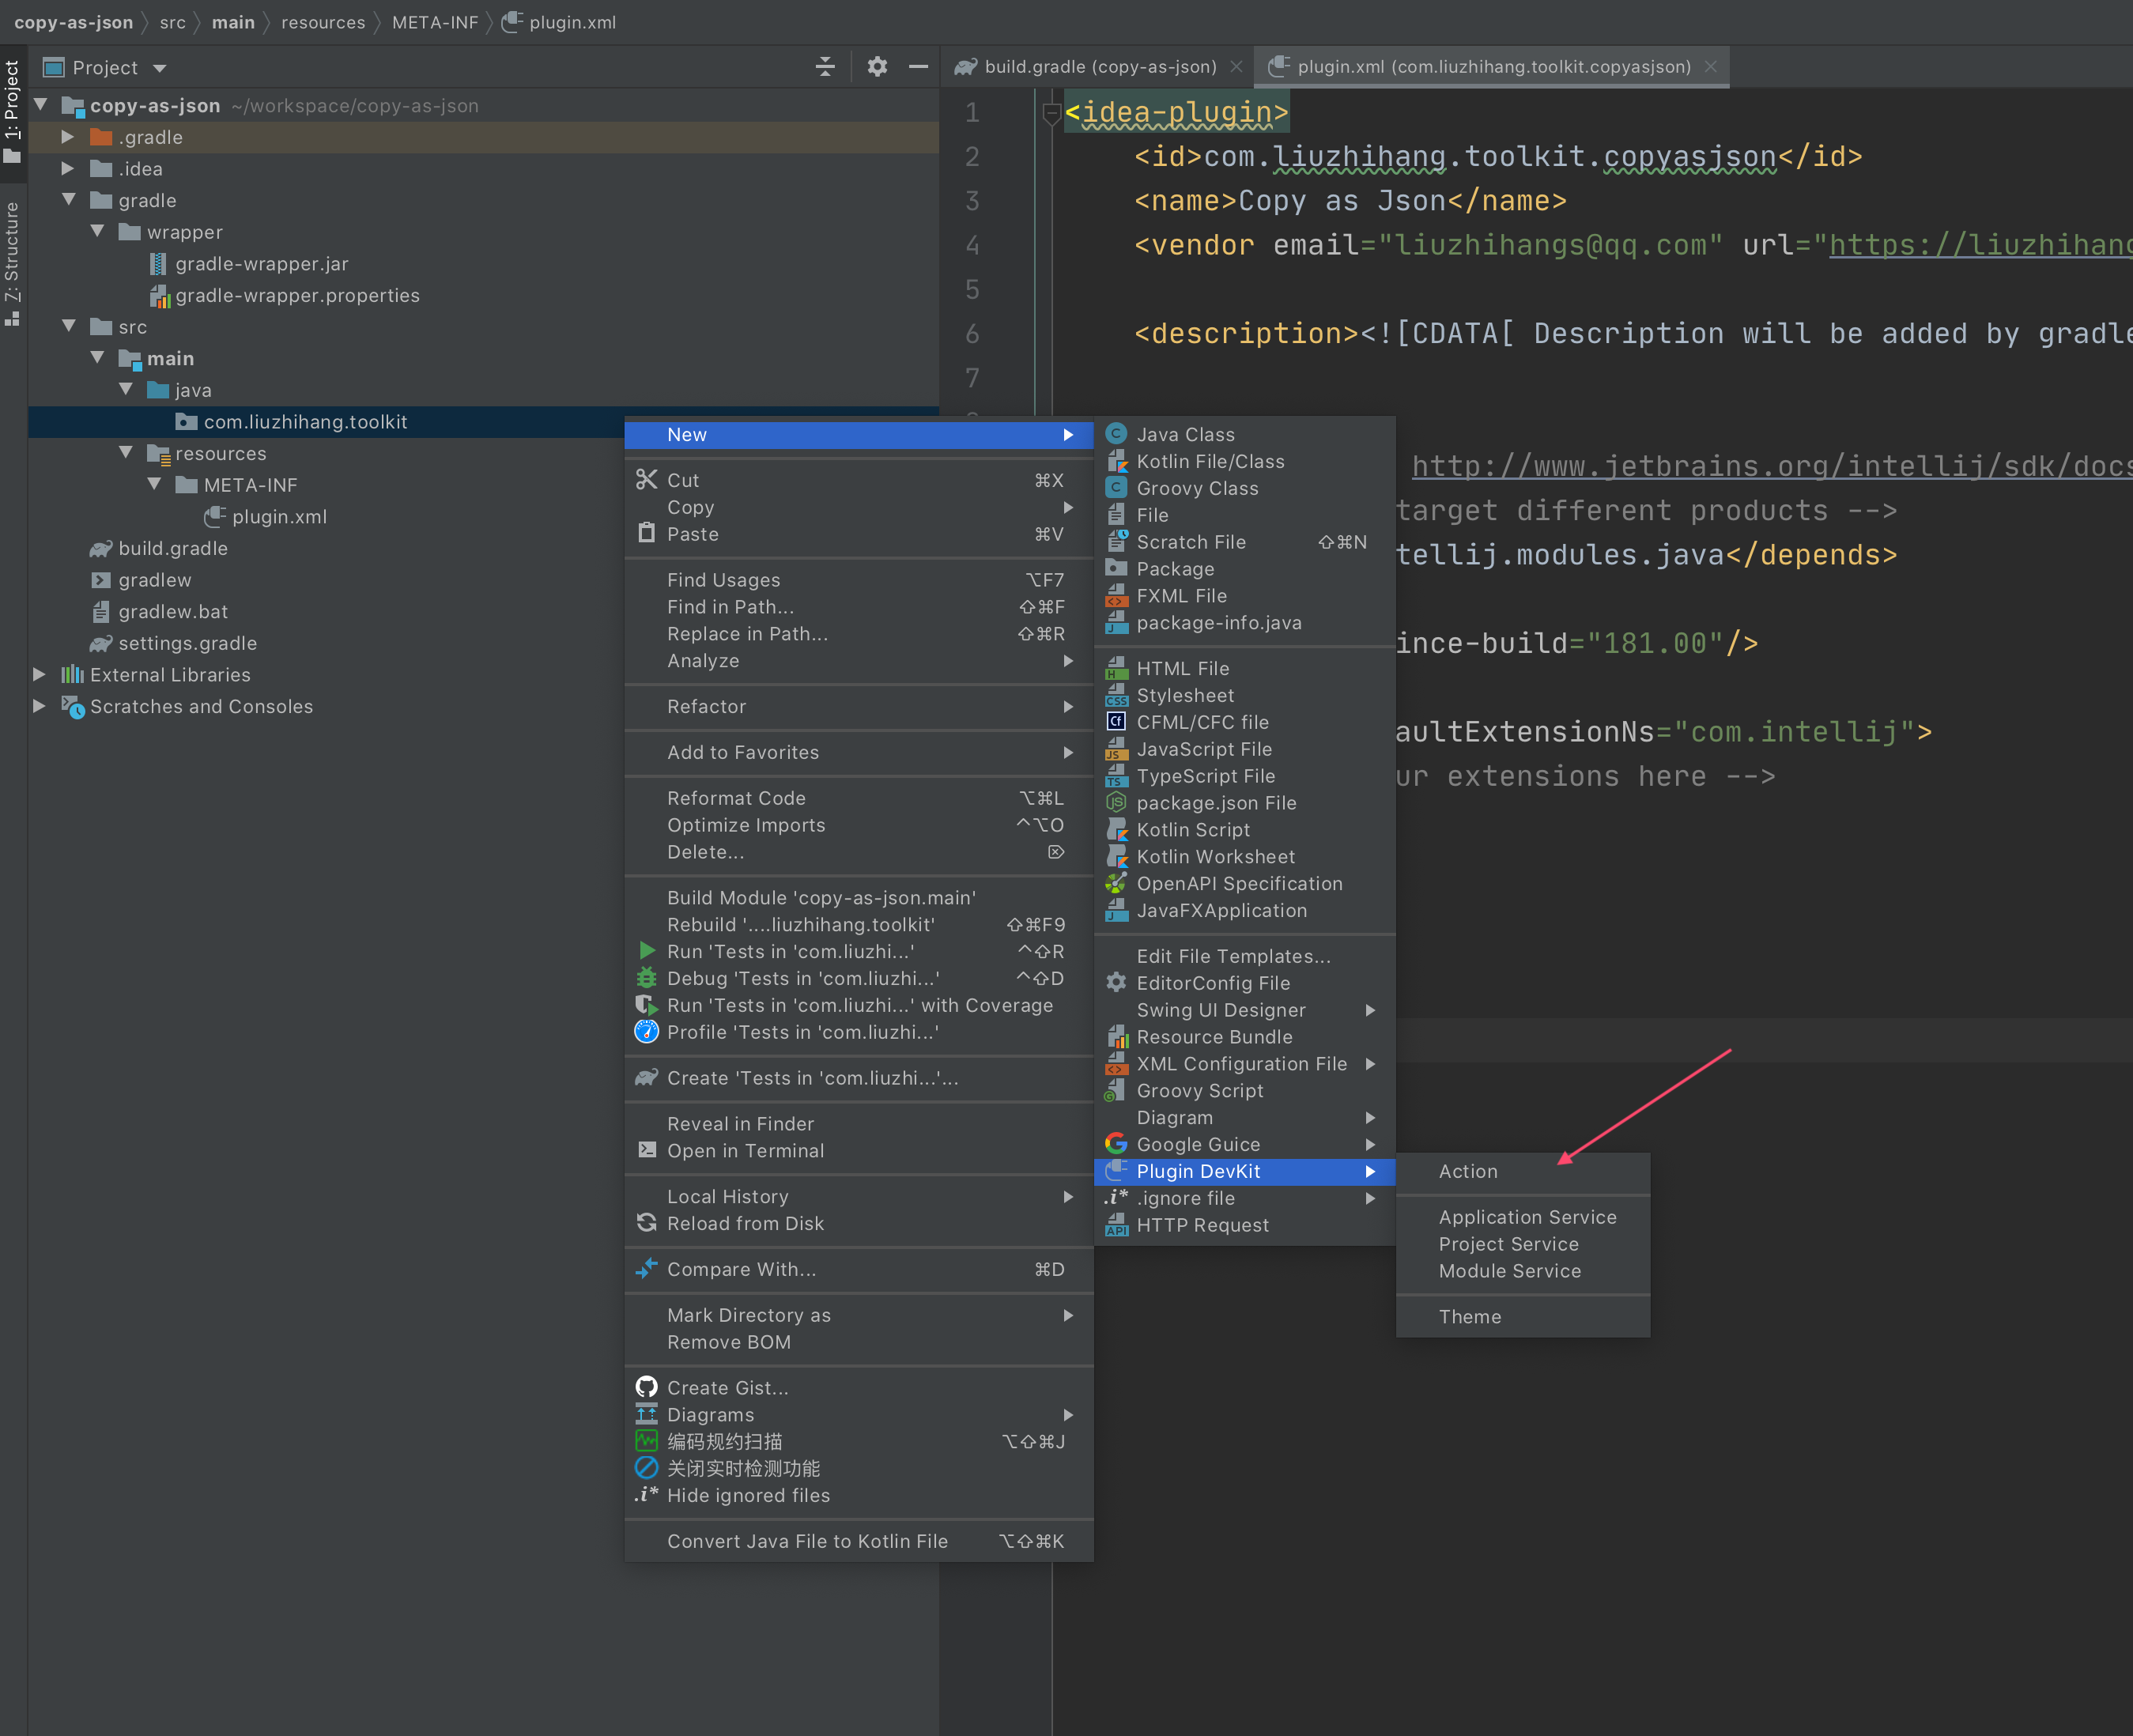 copy-as-json src main resources META-INF plugin.xml
1: Project
7: Structure
Project
copy-as-json ~/workspace/copy-as-json
.gradle
.idea
gradle
wrapper
gradle-wrapper.jar
gradle-wrapper.properties
src
main
java
com.liuzhihang.toolkit
resources
META-INF
plugin.xml
build.gradle
gradlew
gradlew.bat
settings.gradle
External Libraries
Scratches and Consoles
build.gradle (copy-as-json) plugin.xml (com.liuzhihang.toolkit.copyasjson)
1 <idea-plugin>
2 <id>com.liuzhihang.toolkit.copyasjson</id>
3 <name>Copy as Json</name>
4 <vendor email="liuzhihangs@qq.com" url="https://liuzhihang
5
6 <description><![CDATA[ Description will be added by gradle
7
http://www.jetbrains.org/intellij/sdk/docs
target different products -->
tellij.modules.java</depends>
ince-build="181.00"/>
aultExtensionNs="com.intellij">
ur extensions here -->
New
Cut ⌘X
Copy
Paste ⌘V
Find Usages ⌥F7
Find in Path... ⇧⌘F
Replace in Path... ⇧⌘R
Analyze
Refactor
Add to Favorites
Reformat Code ⌥⌘L
Optimize Imports ^⌥O
Delete... ⌦
Build Module 'copy-as-json.main'
Rebuild '....liuzhihang.toolkit' ⇧⌘F9
Run 'Tests in 'com.liuzhi...' ^⇧R
Debug 'Tests in 'com.liuzhi...' ^⇧D
Run 'Tests in 'com.liuzhi...' with Coverage
Profile 'Tests in 'com.liuzhi...'
Create 'Tests in 'com.liuzhi...'...
Reveal in Finder
Open in Terminal
Local History
Reload from Disk
Compare With... ⌘D
Mark Directory as
Remove BOM
Create Gist...
Diagrams
编码规约扫描 ⌥⇧⌘J
关闭实时检测功能
.i* Hide ignored files
Convert Java File to Kotlin File ⌥⇧⌘K
Java Class
Kotlin File/Class
Groovy Class
File
Scratch File ⇧⌘N
Package
FXML File
package-info.java
HTML File
Stylesheet
CFML/CFC file
JavaScript File
TypeScript File
package.json File
Kotlin Script
Kotlin Worksheet
OpenAPI Specification
JavaFXApplication
Edit File Templates...
EditorConfig File
Swing UI Designer
Resource Bundle
XML Configuration File
Groovy Script
Diagram
Google Guice
Plugin DevKit
.i* .ignore file
HTTP Request
Action
Application Service
Project Service
Module Service
Theme